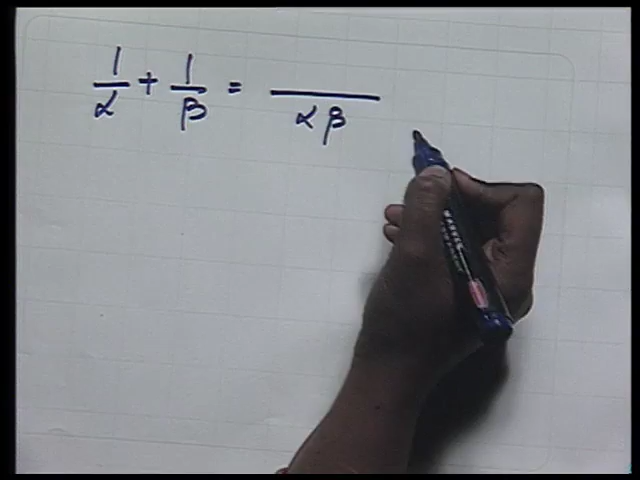 1/α + 1/β = /αβ